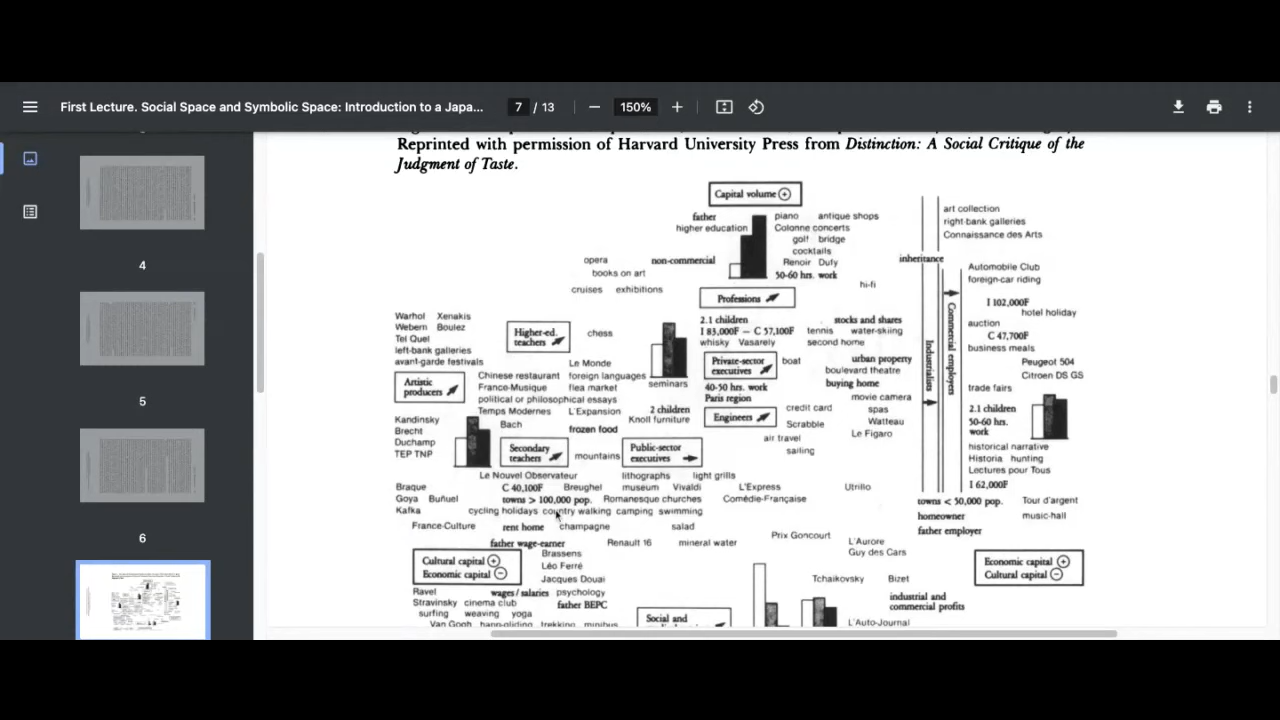 First Lecture. Social Space and Symbolic Space: Introduction to a Japa...
7 / 13
150%
4
5
6
Reprinted with permission of Harvard University Press from Distinction: A Social Critique of the
Judgment of Taste.
Capital volume +
father
higher education
piano antique shops
Colonne concerts
golf bridge
cocktails
Renoir Dufy
50-60 hrs. work
opera
books on art
non-commercial
cruises exhibitions
hi-fi
art collection
right-bank galleries
Connaissance des Arts
inheritance
Automobile Club
foreign-car riding
I 102,000F
hotel holiday
auction
C 47,700F
business meals
Peugeot 504
Citroen DS GS
trade fairs
Industrialists
Commercial employers
Professions
2.1 children
I 83,000F – C 57,100F
whisky Vasarely
stocks and shares
tennis water-skiing
second home
Warhol Xenakis
Webern Boulez
Tel Quel
left-bank galleries
avant-garde festivals
Higher-ed.
teachers
chess
Le Monde
Chinese restaurant foreign languages
France-Musique flea market
political or philosophical essays
Temps Modernes L'Expansion
seminars
Private-sector
executives
boat
urban property
boulevard theatre
buying home
40-50 hrs. work
Paris region
movie camera
spas
Watteau
Le Figaro
Artistic
producers
Engineers
credit card
Scrabble
air travel
sailing
2 children
Knoll furniture
Bach
frozen food
Kandinsky
Brecht
Duchamp
TEP TNP
Secondary
teachers
mountains
Public-sector
executives
2.1 children
50-60 hrs.
work
historical narrative
Historia hunting
Lectures pour Tous
I 62,000F
Le Nouvel Observateur lithographs light grills
Braque C 40,100F Breughel museum Vivaldi L'Express Utrillo
Goya Buñuel towns > 100,000 pop. Romanesque churches Comédie-Française
Kafka cycling holidays country walking camping swimming
towns < 50,000 pop. Tour d'argent
homeowner music-hall
father employer
France-Culture rent home champagne salad
father wage-earner Renault 16 mineral water
Prix Goncourt
L'Aurore
Guy des Cars
Cultural capital +
Economic capital −
Brassens
Léo Ferré
Jacques Douai
Economic capital +
Cultural capital −
Tchaikovsky Bizet
industrial and
commercial profits
Ravel wages/salaries psychology
Stravinsky cinema club father BEPC
surfing weaving yoga
Van Gogh hang-gliding trekking minibus
Social and
L'Auto-Journal